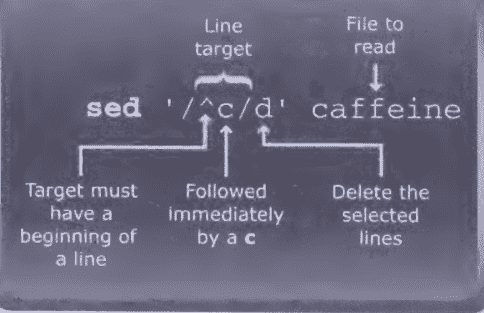 Line
target
File to
read
sed '/^c/d' caffeine
Target must
have a
beginning of
a line
Followed
immediately
by a c
Delete the
selected
lines